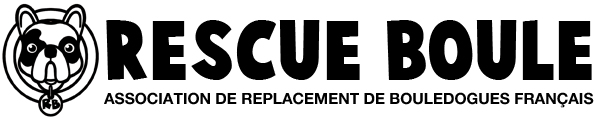 RESCUE BOULE
ASSOCIATION DE REPLACEMENT DE BOULEDOGUES FRANÇAIS
RB